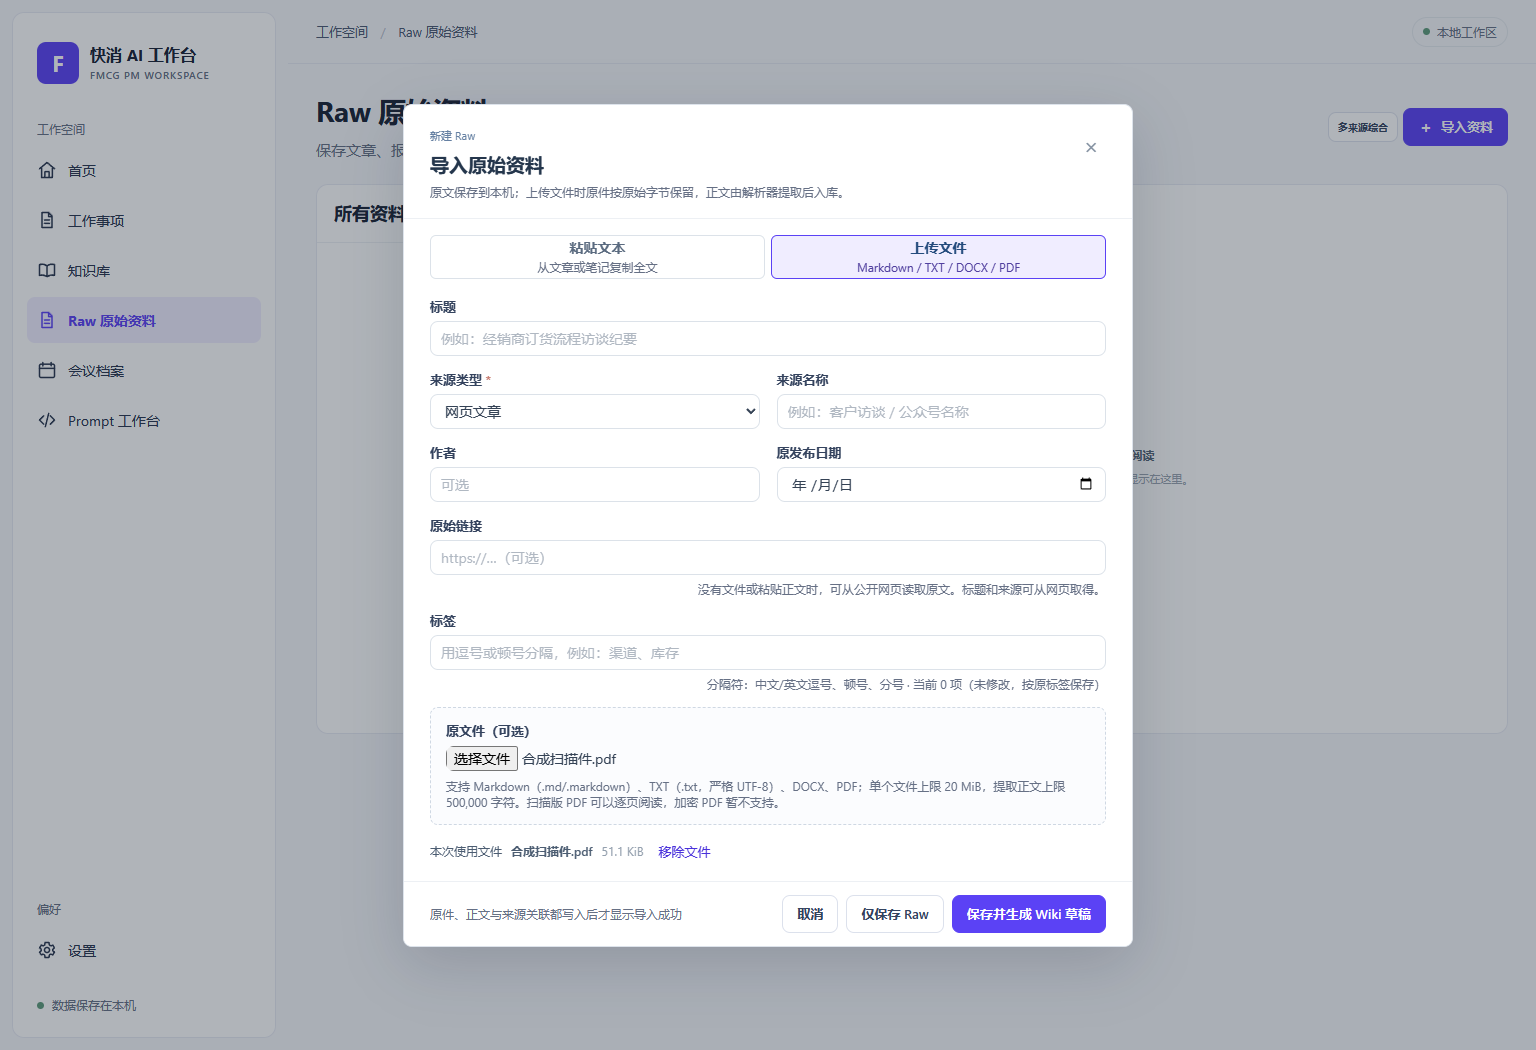 F
快消 AI 工作台
FMCG PM WORKSPACE
工作空间
首页
工作事项
知识库
Raw 原始资料
会议档案
Prompt 工作台
偏好
设置
数据保存在本机
工作空间 / Raw 原始资料
本地工作区
Raw 原始资料
保存文章、报
多来源综合
+ 导入资料
所有资料
阅读
显示在这里。
新建 Raw
导入原始资料
×
原文保存到本机；上传文件时原件按原始字节保留，正文由解析器提取后入库。
粘贴文本
从文章或笔记复制全文
上传文件
Markdown / TXT / DOCX / PDF
标题
例如：经销商订货流程访谈纪要
来源类型 *
来源名称
网页文章
例如：客户访谈 / 公众号名称
作者
原发布日期
可选
年 /月/日
原始链接
https://...（可选）
没有文件或粘贴正文时，可从公开网页读取原文。标题和来源可从网页取得。
标签
用逗号或顿号分隔，例如：渠道、库存
分隔符：中文/英文逗号、顿号、分号 · 当前 0 项（未修改，按原标签保存）
原文件（可选）
选择文件 合成扫描件.pdf
支持 Markdown（.md/.markdown）、TXT（.txt，严格 UTF-8）、DOCX、PDF；单个文件上限 20 MiB，提取正文上限
500,000 字符。扫描版 PDF 可以逐页阅读，加密 PDF 暂不支持。
本次使用文件 合成扫描件.pdf 51.1 KiB 移除文件
原件、正文与来源关联都写入后才显示导入成功
取消
仅保存 Raw
保存并生成 Wiki 草稿